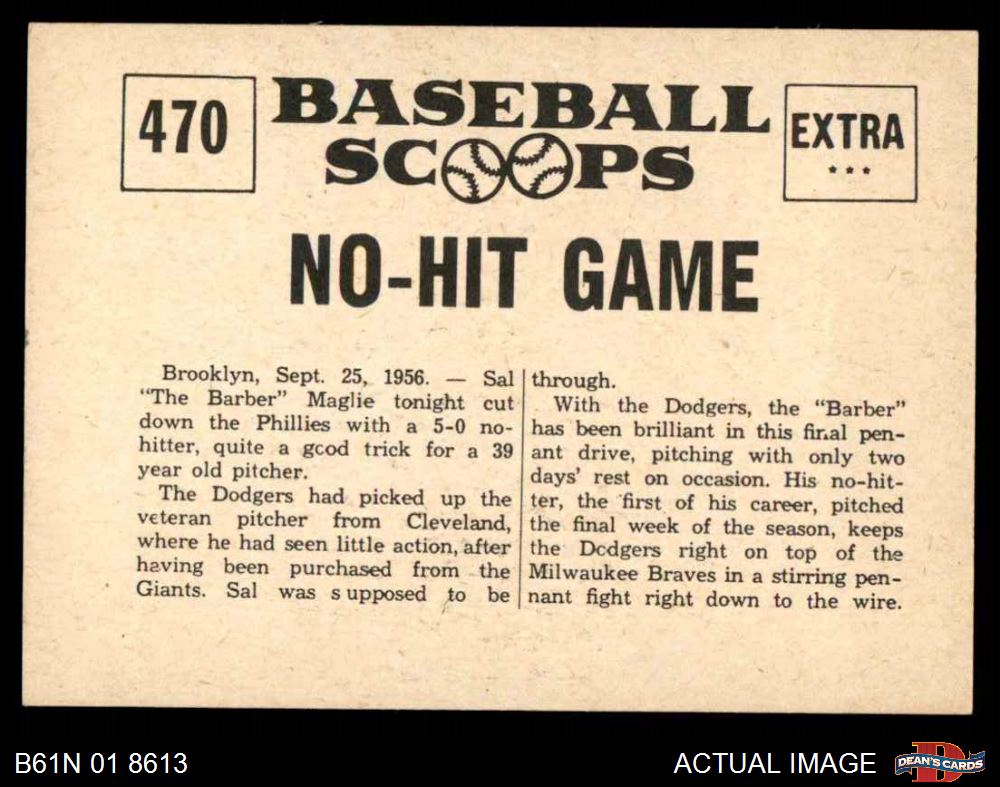 470
BASEBALL
SCOOPS
EXTRA
***
NO-HIT GAME
Brooklyn, Sept. 25, 1956. — Sal
"The Barber" Maglie tonight cut
down the Phillies with a 5-0 no-
hitter, quite a good trick for a 39
year old pitcher.
The Dodgers had picked up the
veteran pitcher from Cleveland,
where he had seen little action, after
having been purchased from the
Giants. Sal was supposed to be
through.
With the Dodgers, the "Barber"
has been brilliant in this final pen-
ant drive, pitching with only two
days' rest on occasion. His no-hit-
ter, the first of his career, pitched
the final week of the season, keeps
the Dodgers right on top of the
Milwaukee Braves in a stirring pen-
nant fight right down to the wire.
B61N 01 8613
ACTUAL IMAGE
D
DEAN'S CARDS